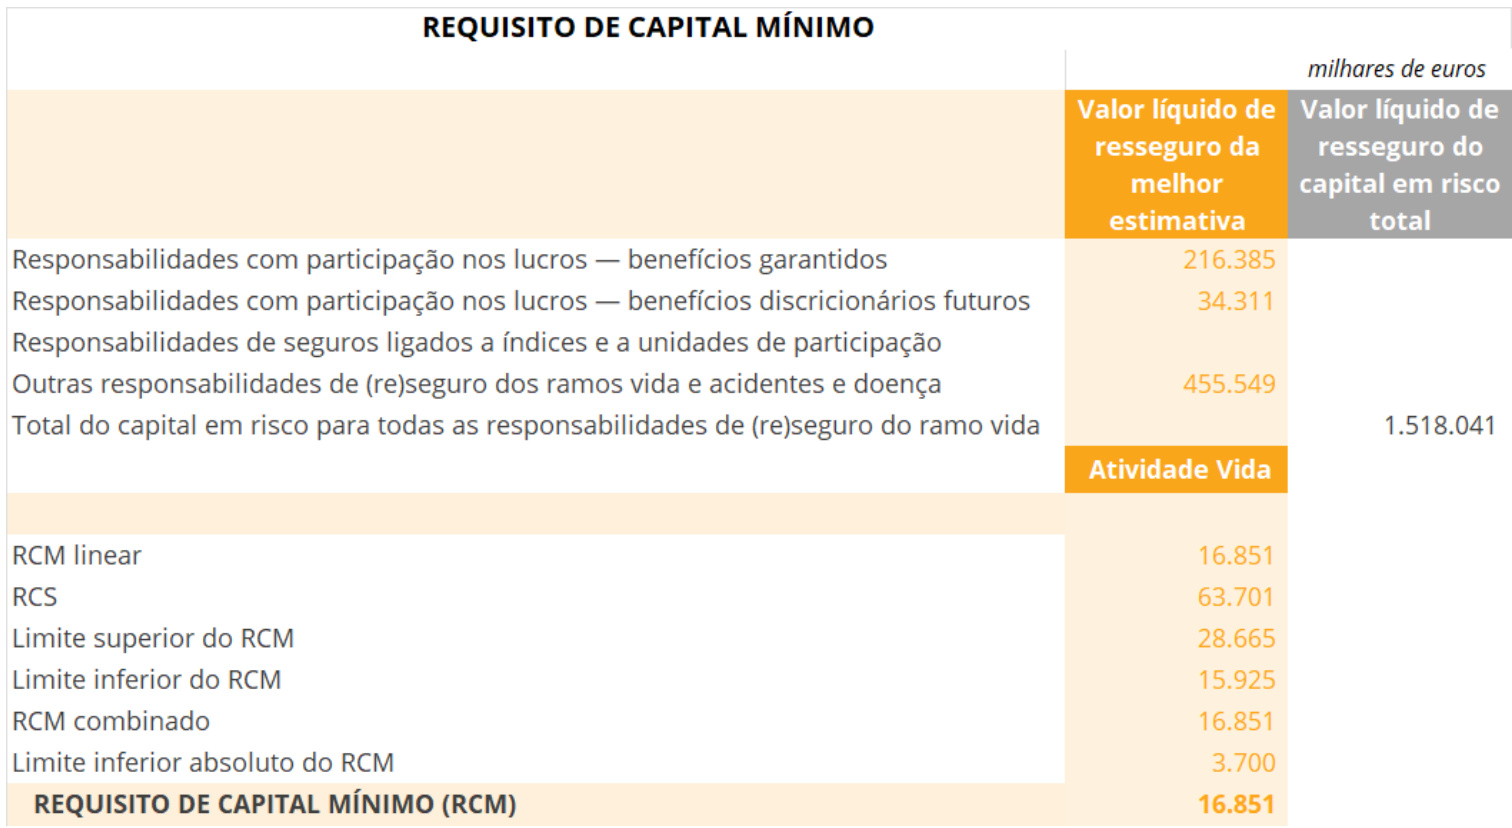 REQUISITO DE CAPITAL MÍNIMO
milhares de euros
Valor líquido de resseguro da melhor estimativa
Valor líquido de resseguro do capital em risco total
Responsabilidades com participação nos lucros — benefícios garantidos 216.385
Responsabilidades com participação nos lucros — benefícios discricionários futuros 34.311
Responsabilidades de seguros ligados a índices e a unidades de participação
Outras responsabilidades de (re)seguro dos ramos vida e acidentes e doença 455.549
Total do capital em risco para todas as responsabilidades de (re)seguro do ramo vida 1.518.041
Atividade Vida
RCM linear 16.851
RCS 63.701
Limite superior do RCM 28.665
Limite inferior do RCM 15.925
RCM combinado 16.851
Limite inferior absoluto do RCM 3.700
REQUISITO DE CAPITAL MÍNIMO (RCM) 16.851